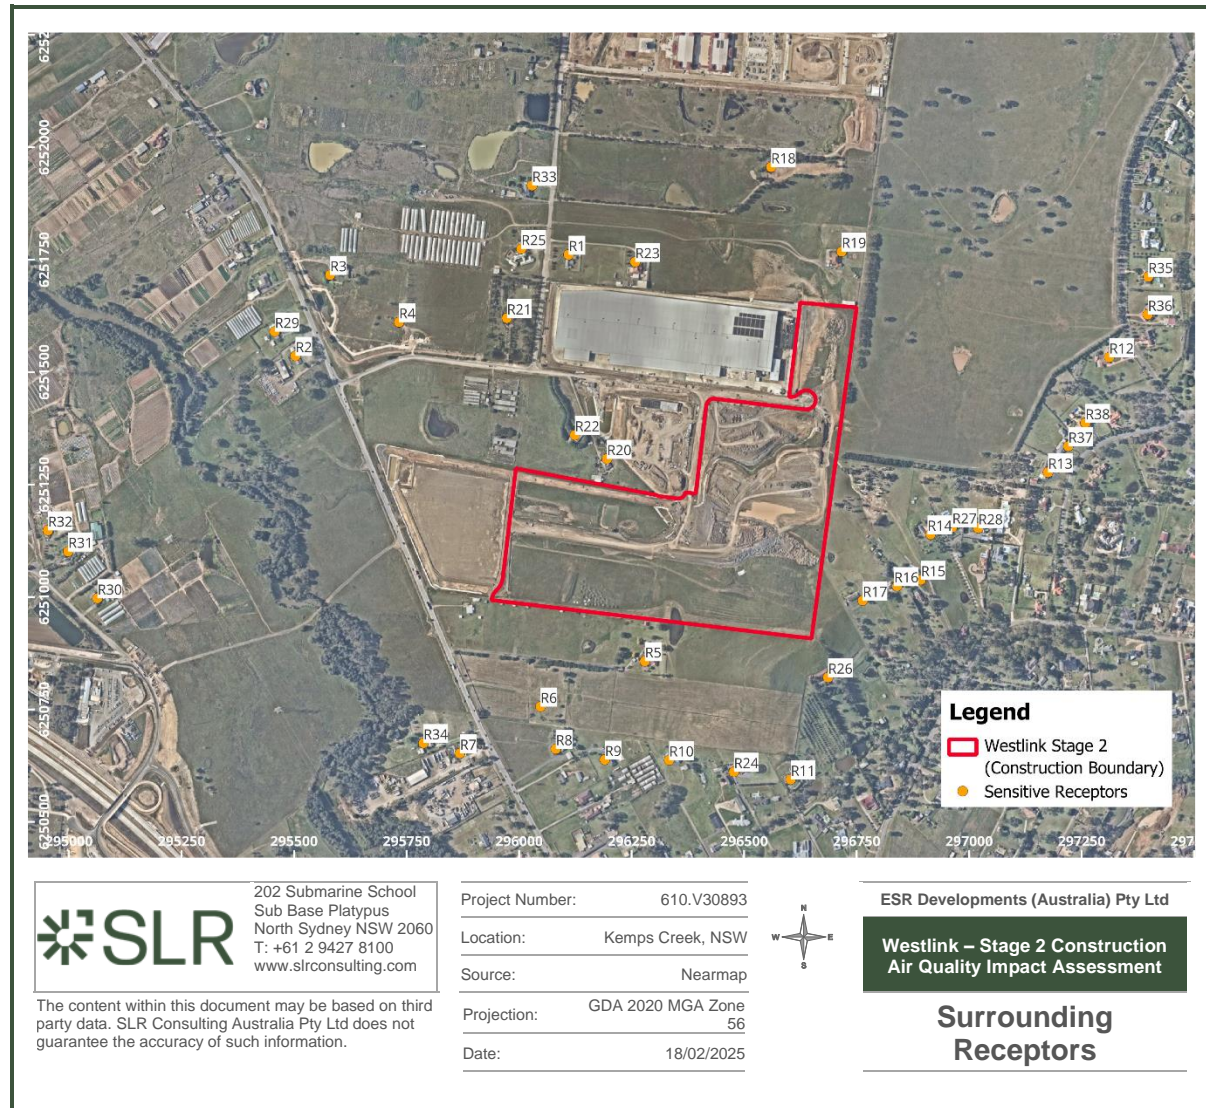 6252
6252000
6251750
6251500
6251250
6251000
6250750
6250500
R18
R33
R25
R1
R23
R19
R3
R35
R4
R21
R36
R29
R2
R12
R22
R38
R20
R37
R13
R32
R27
R28
R14
R31
R16
R15
R30
R17
R5
R26
R6
R34
R7
R8
R9
R10
R24
R11
Legend
Westlink Stage 2
(Construction Boundary)
Sensitive Receptors
295000
295250
295500
295750
296000
296250
296500
296750
297000
297250
SLR
202 Submarine School
Sub Base Platypus
North Sydney NSW 2060
T: +61 2 9427 8100
www.slrconsulting.com
The content within this document may be based on third
party data. SLR Consulting Australia Pty Ltd does not
guarantee the accuracy of such information.
Project Number: 610.V30893
Location: Kemps Creek, NSW
Source: Nearmap
Projection: GDA 2020 MGA Zone
56
Date: 18/02/2025
N
W E
S
ESR Developments (Australia) Pty Ltd
Westlink – Stage 2 Construction
Air Quality Impact Assessment
Surrounding
Receptors